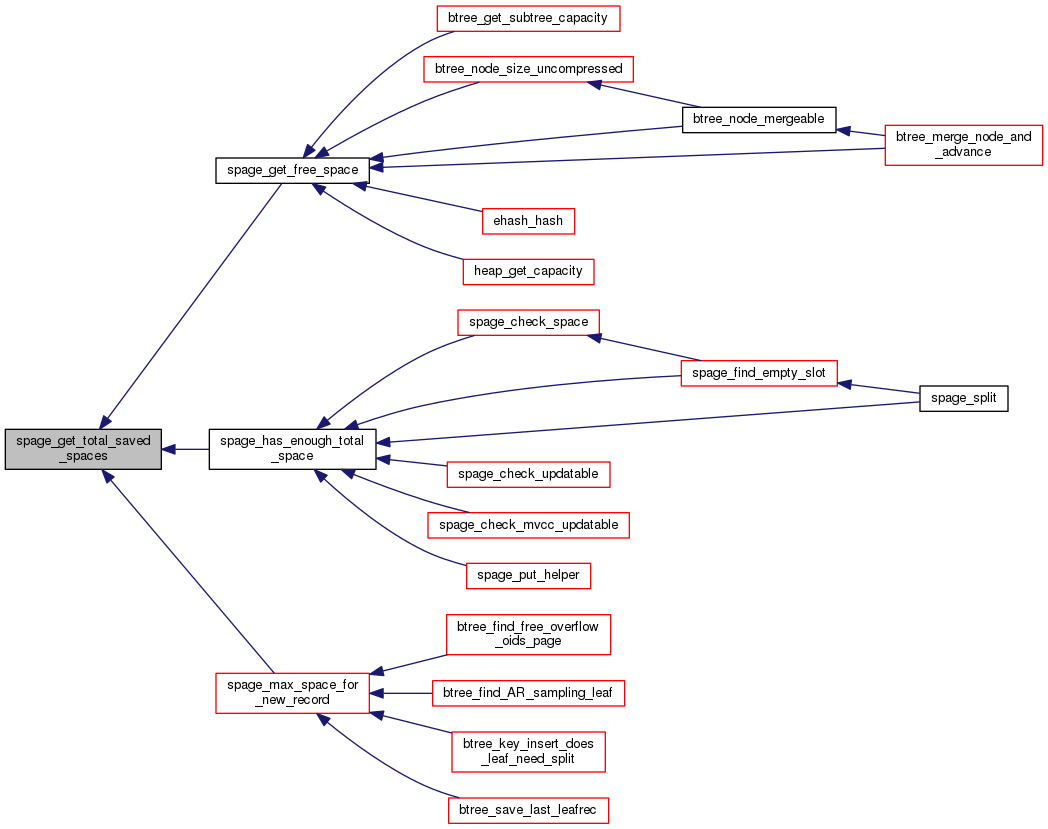 btree_get_subtree_capacity
btree_node_size_uncompressed
btree_node_mergeable
btree_merge_node_and
_advance
spage_get_free_space
ehash_hash
heap_get_capacity
spage_check_space
spage_find_empty_slot
spage_split
spage_get_total_saved
_spaces
spage_has_enough_total
_space
spage_check_updatable
spage_check_mvcc_updatable
spage_put_helper
btree_find_free_overflow
_oids_page
spage_max_space_for
_new_record
btree_find_AR_sampling_leaf
btree_key_insert_does
_leaf_need_split
btree_save_last_leafrec